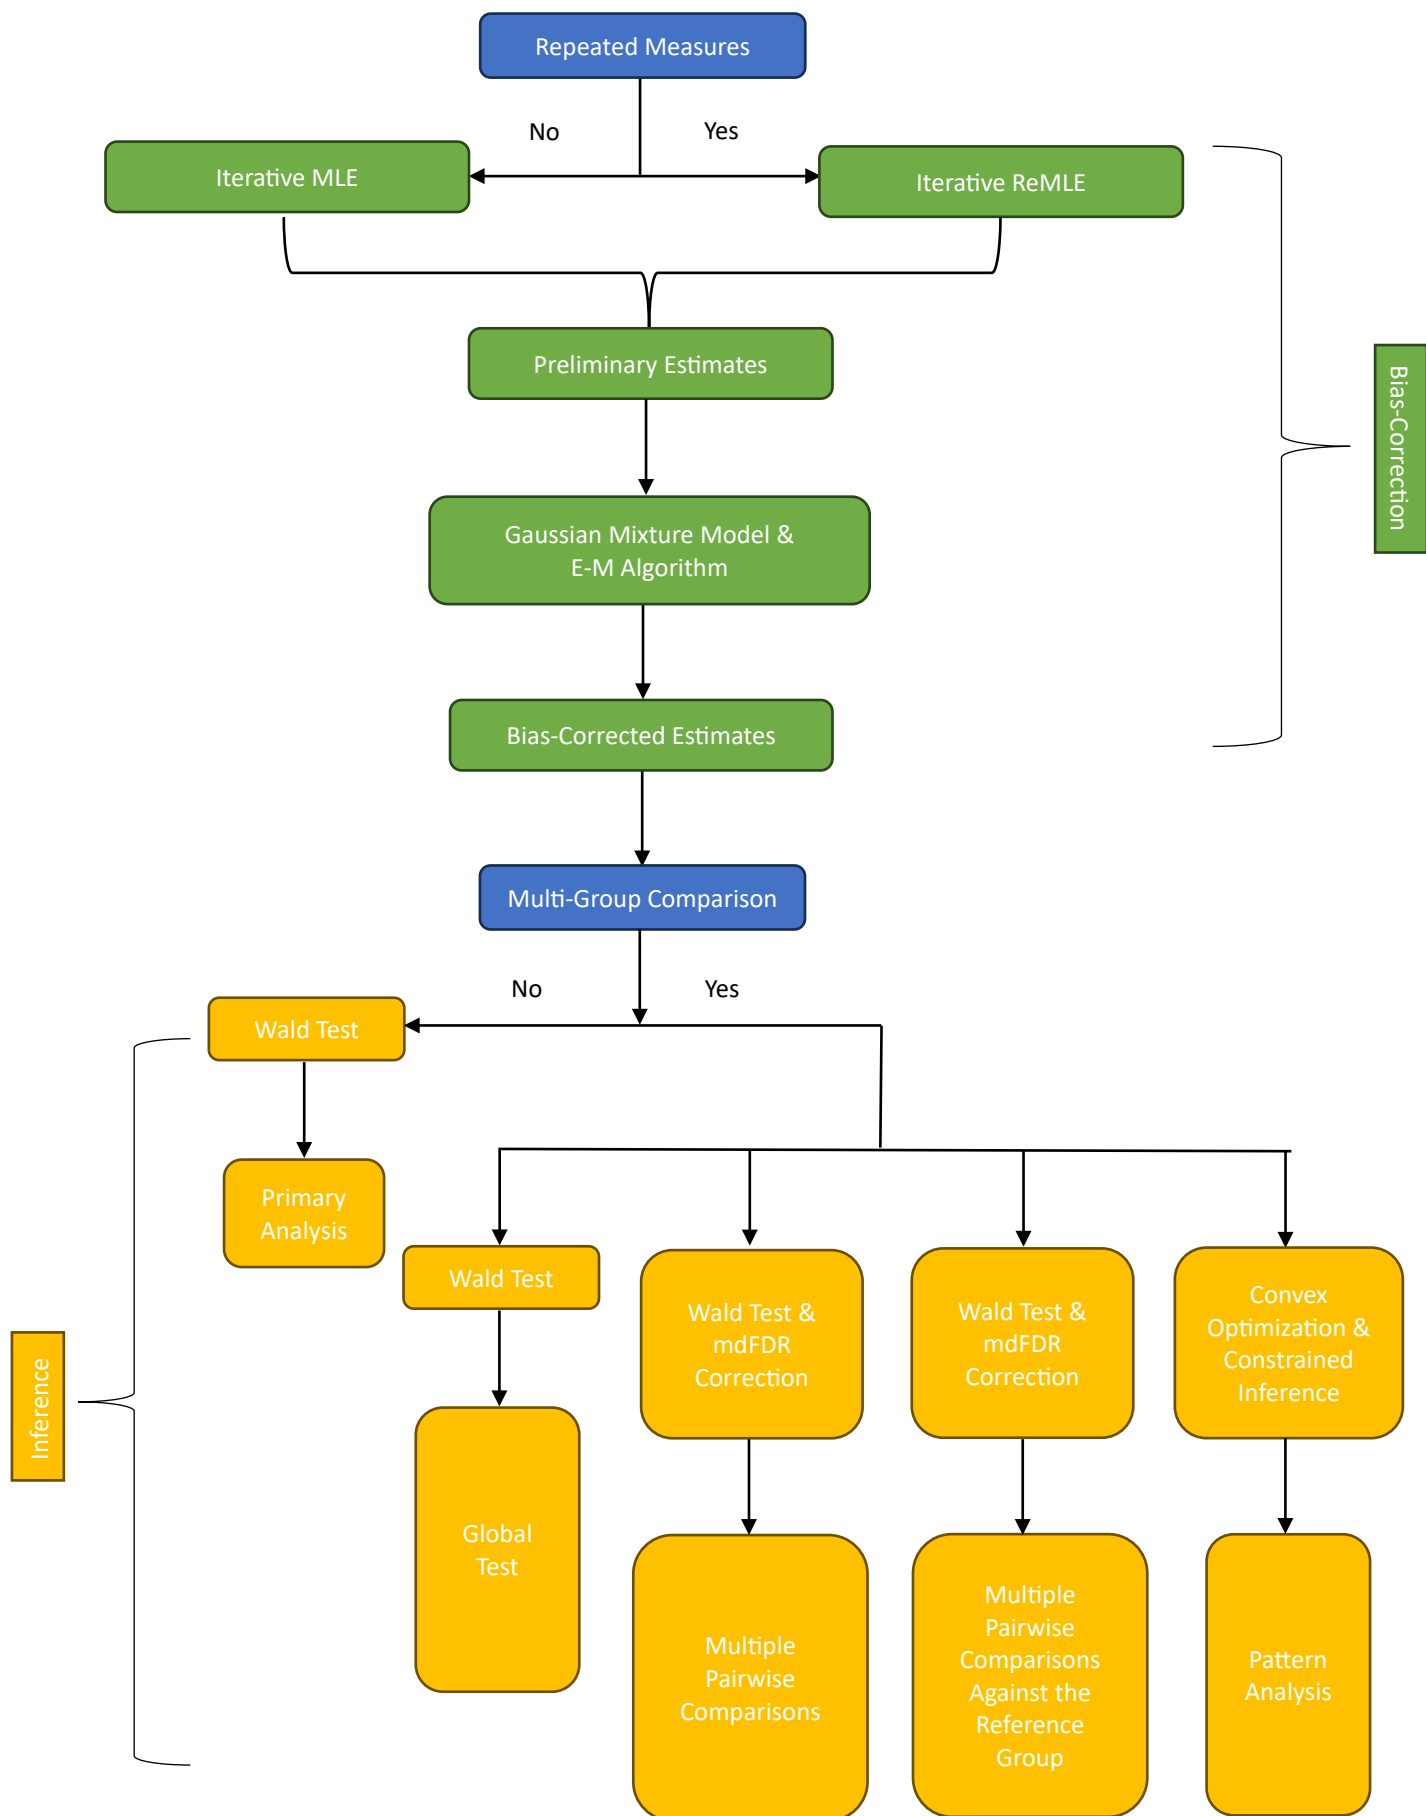 Repeated Measures
No
Yes
Iterative MLE
Iterative ReMLE
Preliminary Estimates
Bias-Correction
Gaussian Mixture Model &
E-M Algorithm
Bias-Corrected Estimates
Multi-Group Comparison
No
Yes
Wald Test
Primary
Analysis
Inference
Wald Test
Wald Test &
mdFDR
Correction
Wald Test &
mdFDR
Correction
Convex
Optimization &
Constrained
Inference
Global
Test
Multiple
Pairwise
Comparisons
Multiple
Pairwise
Comparisons
Against the
Reference
Group
Pattern
Analysis